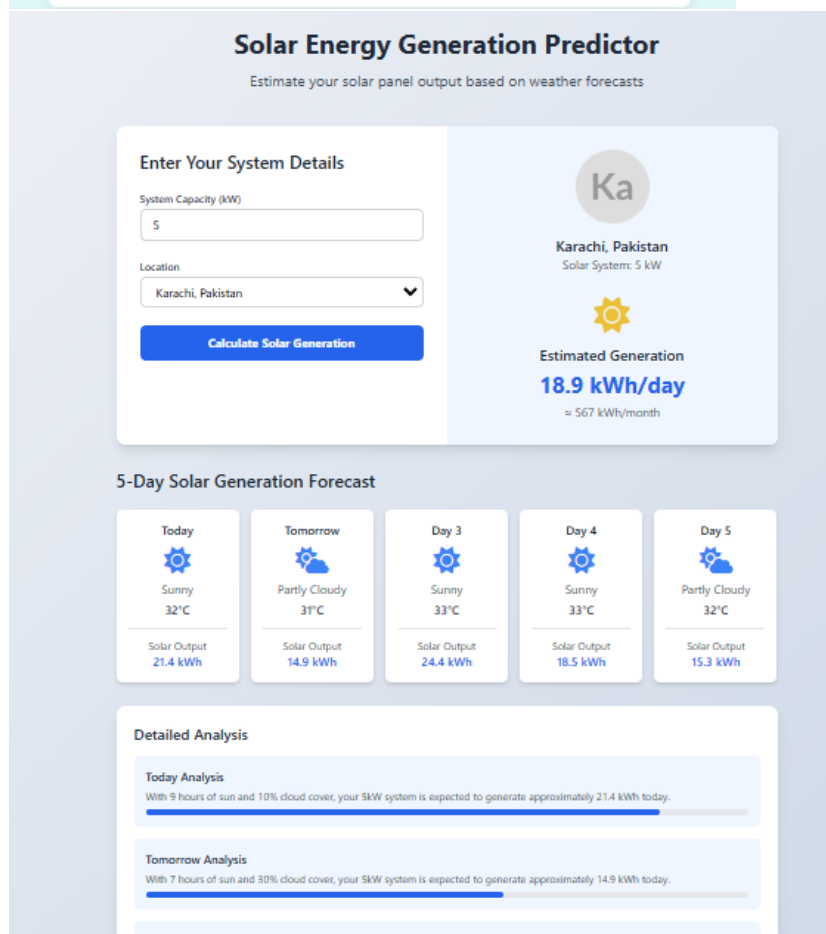 Solar Energy Generation Predictor
Estimate your solar panel output based on weather forecasts
Enter Your System Details
System Capacity (kW)
5
Location
Karachi, Pakistan
Calculate Solar Generation
Ka
Karachi, Pakistan
Solar System: 5 kW
Estimated Generation
18.9 kWh/day
≈ 567 kWh/month
5-Day Solar Generation Forecast
Today
Sunny
32°C
Solar Output
21.4 kWh
Tomorrow
Partly Cloudy
31°C
Solar Output
14.9 kWh
Day 3
Sunny
33°C
Solar Output
24.4 kWh
Day 4
Sunny
33°C
Solar Output
18.5 kWh
Day 5
Partly Cloudy
32°C
Solar Output
15.3 kWh
Detailed Analysis
Today Analysis
With 9 hours of sun and 10% cloud cover, your 5kW system is expected to generate approximately 21.4 kWh today.
Tomorrow Analysis
With 7 hours of sun and 30% cloud cover, your 5kW system is expected to generate approximately 14.9 kWh today.